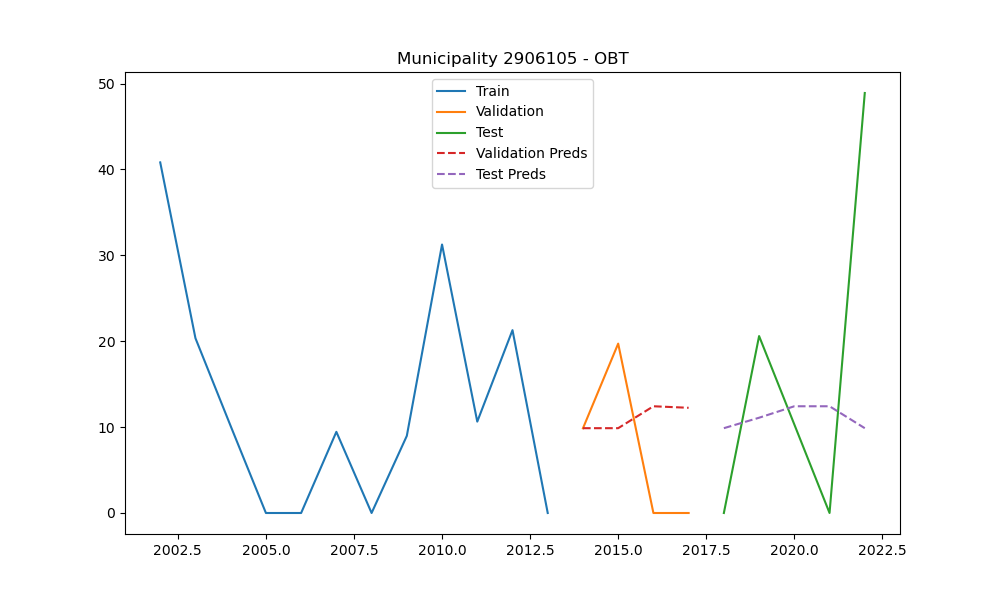 Municipality 2906105 - OBT
Train
Validation
Test
Validation Preds
Test Preds
50
40
30
20
10
0
2002.5 2005.0 2007.5 2010.0 2012.5 2015.0 2017.5 2020.0 2022.5